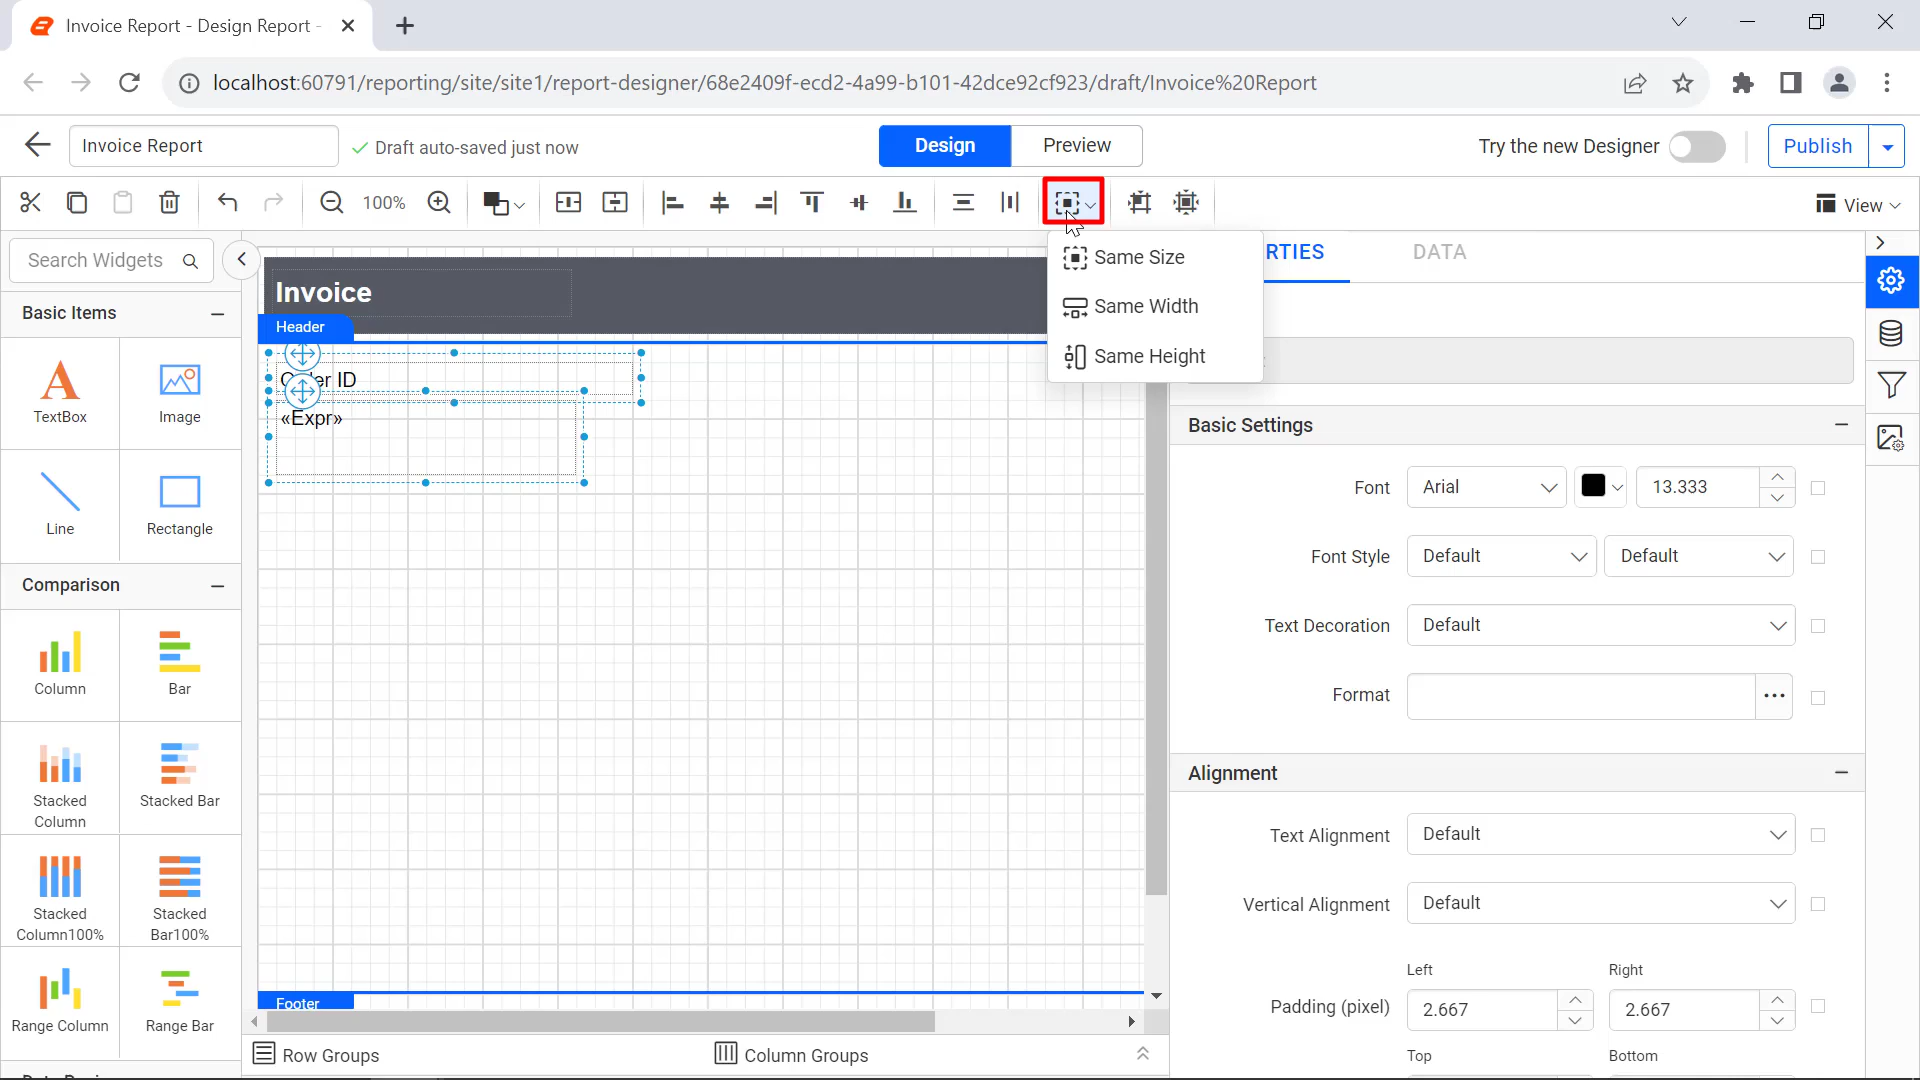 Invoice Report - Design Report -
localhost:60791/reporting/site/site1/report-designer/68e2409f-ecd2-4a99-b101-42dce92cf923/draft/Invoice%20Report
Invoice Report
Draft auto-saved just now
Design
Preview
Try the new Designer
Publish
100%
View
Search Widgets
Basic Items
TextBox
Image
Line
Rectangle
Comparison
Column
Bar
Stacked
Column
Stacked Bar
Stacked
Column100%
Stacked
Bar100%
Range Column
Range Bar
Invoice
Header
er ID
«Expr»
Footer
Row Groups
Column Groups
Same Size
Same Width
Same Height
RTIES
DATA
Basic Settings
Font
Arial
13.333
Font Style
Default
Default
Text Decoration
Default
Format
Alignment
Text Alignment
Default
Vertical Alignment
Default
Left
Right
Padding (pixel)
2.667
2.667
Top
Bottom